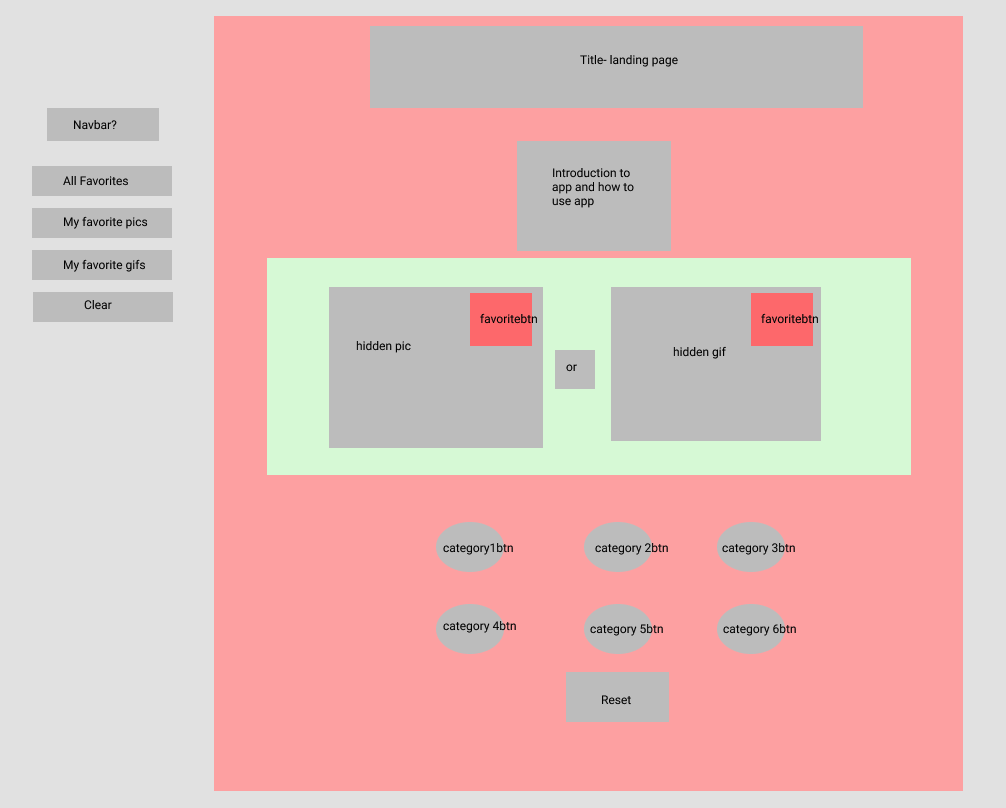 Title- landing page
Navbar?
All Favorites
My favorite pics
My favorite gifs
Clear
Introduction to
app and how to
use app
hidden pic
favoritebtn
or
hidden gif
favoritebtn
category1btn
category 2btn
category 3btn
category 4btn
category 5btn
category 6btn
Reset